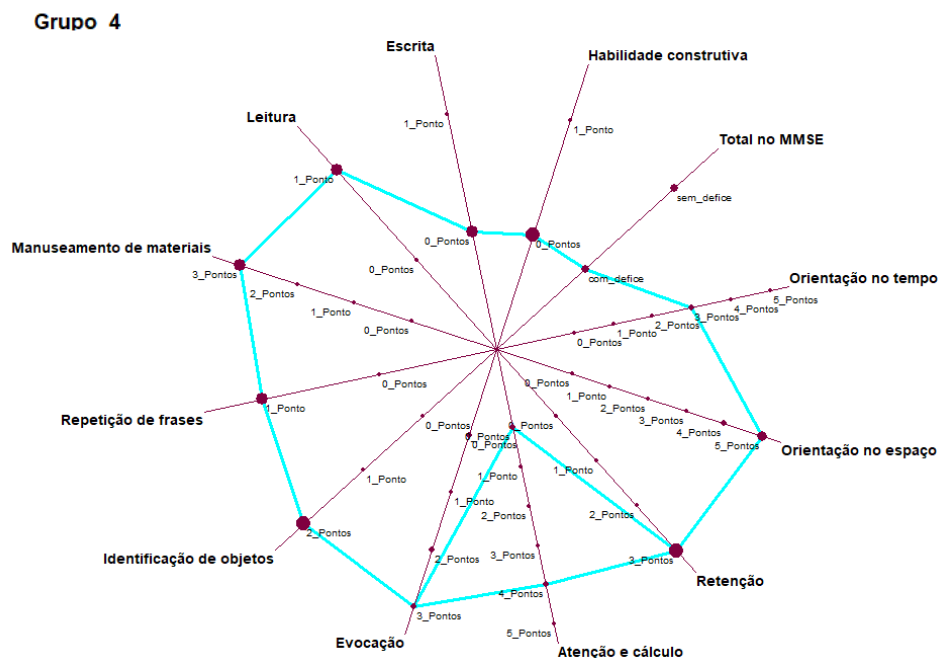 Grupo 4
Escrita
1_Ponto
0_Pontos
Habilidade construtiva
1_Ponto
0_Pontos
Total no MMSE
sem_defice
com_defice
Orientação no tempo
0_Pontos
1_Ponto
2_Pontos
3_Pontos
4_Pontos
5_Pontos
Orientação no espaço
0_Pontos
1_Ponto
2_Pontos
3_Pontos
4_Pontos
5_Pontos
Retenção
0_Pontos
1_Ponto
2_Pontos
3_Pontos
Atenção e cálculo
0_Pontos
1_Pontos
2_Pontos
3_Pontos
4_Pontos
5_Pontos
Evocação
0_Pontos
1_Ponto
2_Pontos
3_Pontos
Identificação de objetos
0_Pontos
1_Ponto
2_Pontos
Repetição de frases
0_Pontos
1_Ponto
Manuseamento de materiais
0_Pontos
1_Ponto
2_Pontos
3_Pontos
Leitura
1_Ponto
0_Pontos